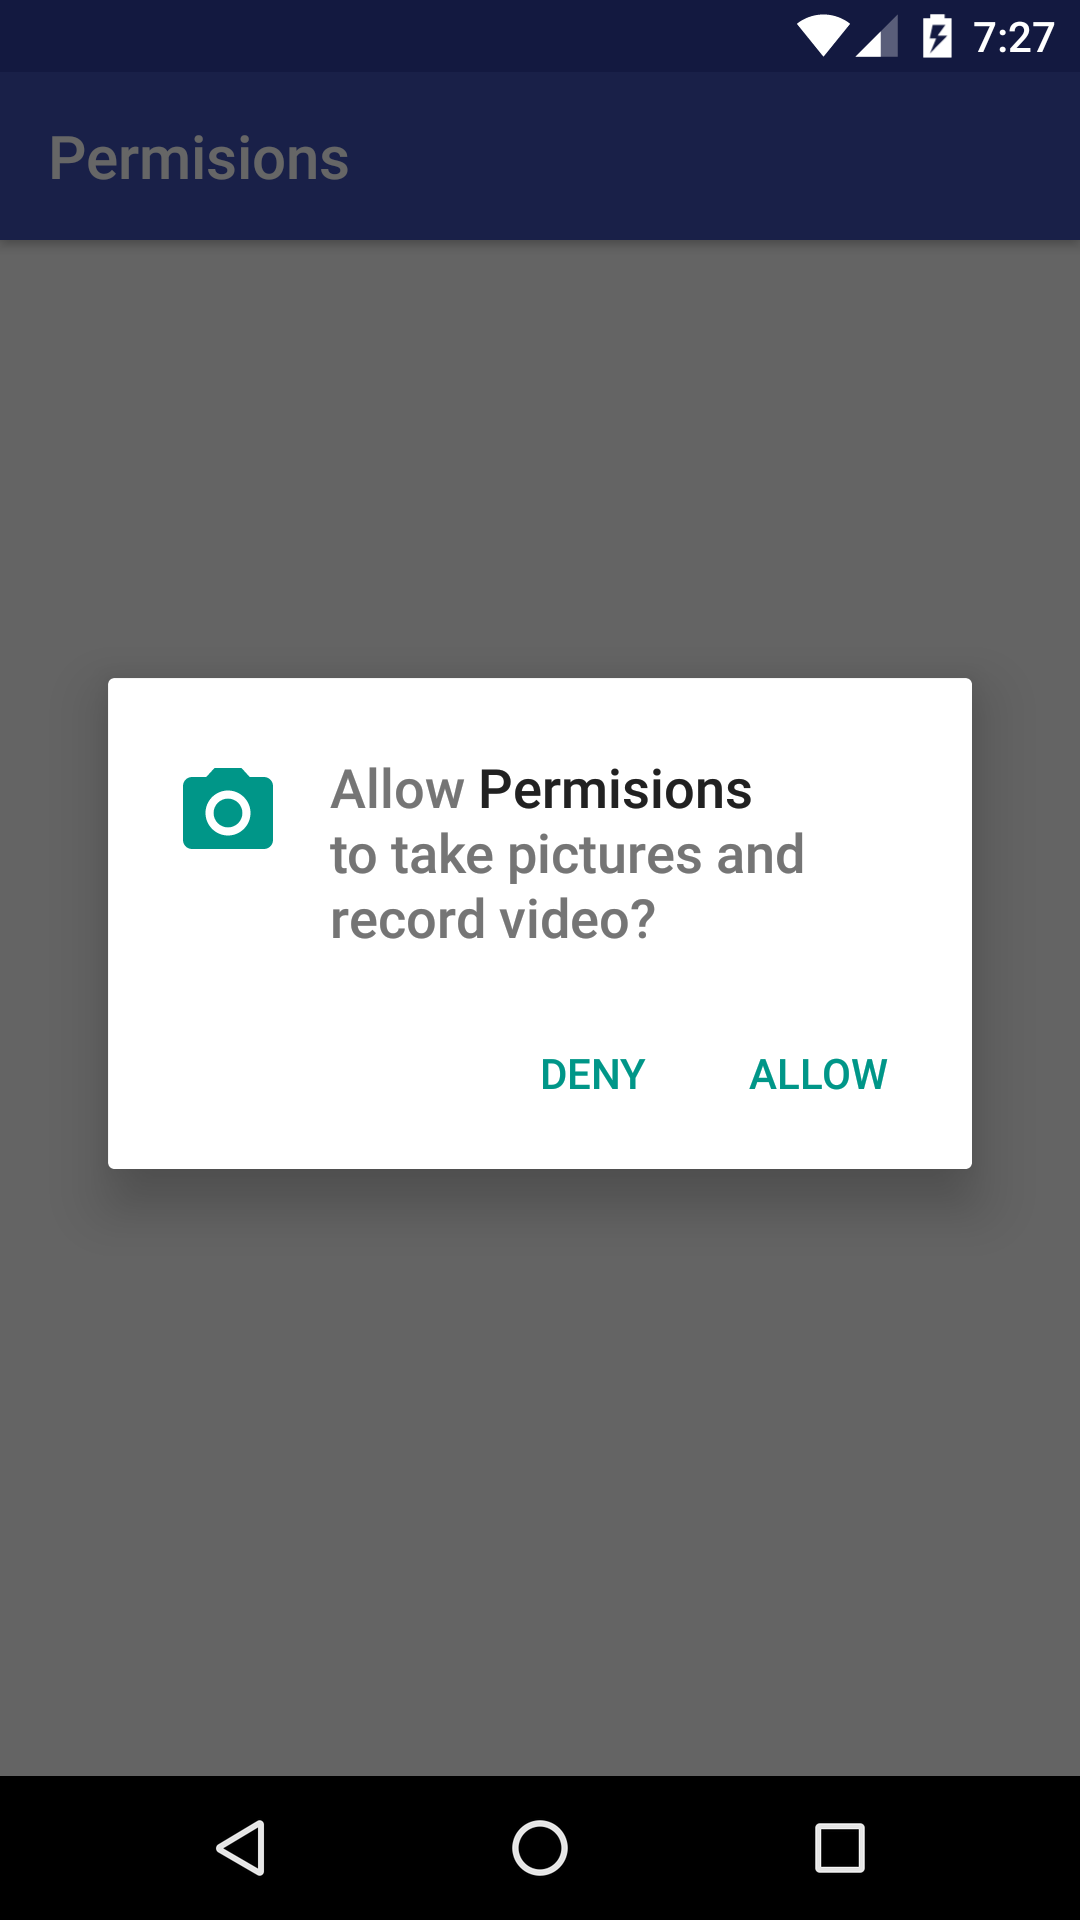 7:27
Permisions
Allow Permisions
to take pictures and
record video?
DENY ALLOW